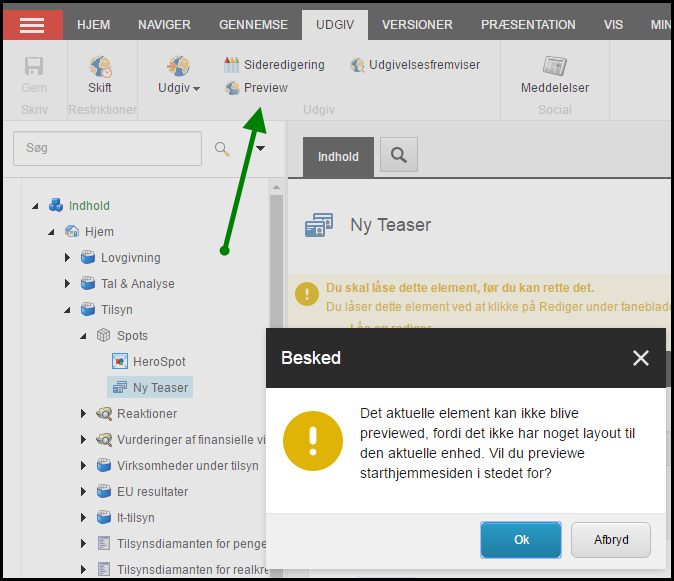 HJEM NAVIGER GENNEMSE UDGIV VERSIONER PRÆSENTATION VIS
Gem
Skriv
Skift
Restriktioner
Udgiv
Sideredigering
Preview
Udgivelsesfremviser
Udgiv
Meddelelser
Social
Søg
Indhold
Hjem
Lovgivning
Tal & Analyse
Tilsyn
Spots
HeroSpot
Ny Teaser
Reaktioner
Vurderinger af finansielle vi
Virksomheder under tilsyn
EU resultater
It-tilsyn
Tilsynsdiamanten for penge
Tilsynsdiamanten for realkre
Indhold
Ny Teaser
Du skal låse dette element, før du kan rette det.
Du låser dette element ved at klikke på Rediger under faneblade
Besked
Det aktuelle element kan ikke blive
previewed, fordi det ikke har noget layout til
den aktuelle enhed. Vil du previewe
starthjemmesiden i stedet for?
Ok
Afbryd